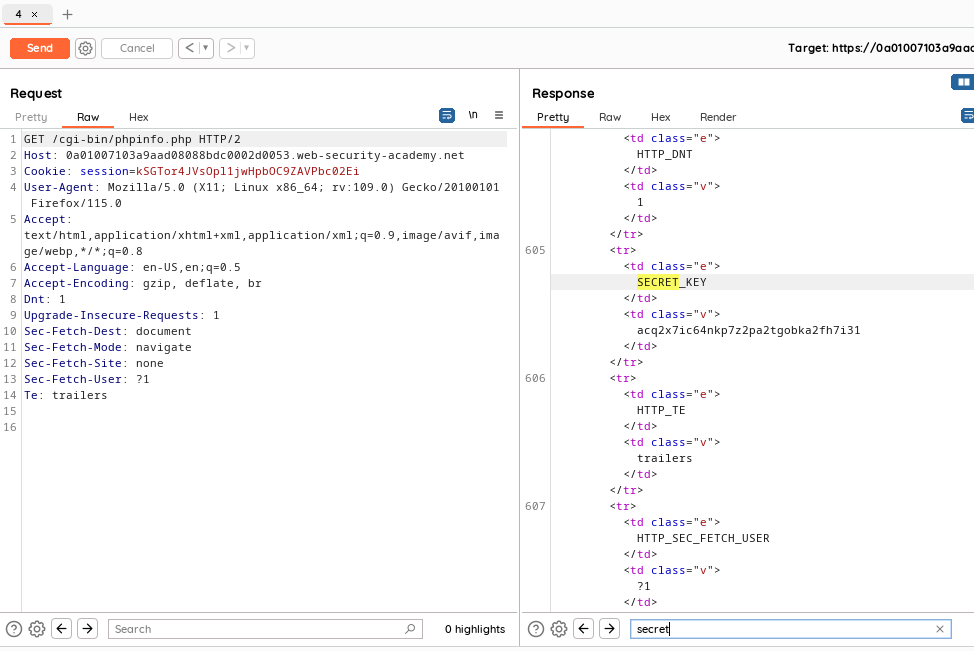 4 × +
Send Cancel < ▼ > ▼ Target: https://0a01007103a9aad
Request
Pretty Raw Hex \n
1 GET /cgi-bin/phpinfo.php HTTP/2
2 Host: 0a01007103a9aad08088bdc0002d0053.web-security-academy.net
3 Cookie: session=kSGTor4JVsOpl1jwHpbOC9ZAVPbc02Ei
4 User-Agent: Mozilla/5.0 (X11; Linux x86_64; rv:109.0) Gecko/20100101
Firefox/115.0
5 Accept:
text/html,application/xhtml+xml,application/xml;q=0.9,image/avif,ima
ge/webp,*/*;q=0.8
6 Accept-Language: en-US,en;q=0.5
7 Accept-Encoding: gzip, deflate, br
8 Dnt: 1
9 Upgrade-Insecure-Requests: 1
10 Sec-Fetch-Dest: document
11 Sec-Fetch-Mode: navigate
12 Sec-Fetch-Site: none
13 Sec-Fetch-User: ?1
14 Te: trailers
15
16
Search 0 highlights
Response
Pretty Raw Hex Render
<td class="e">
HTTP_DNT
</td>
<td class="v">
1
</td>
</tr>
605 <tr>
<td class="e">
SECRET_KEY
</td>
<td class="v">
acq2x7ic64nkp7z2pa2tgobka2fh7i31
</td>
</tr>
606 <tr>
<td class="e">
HTTP_TE
</td>
<td class="v">
trailers
</td>
</tr>
607 <tr>
<td class="e">
HTTP_SEC_FETCH_USER
</td>
<td class="v">
?1
</td>
secret